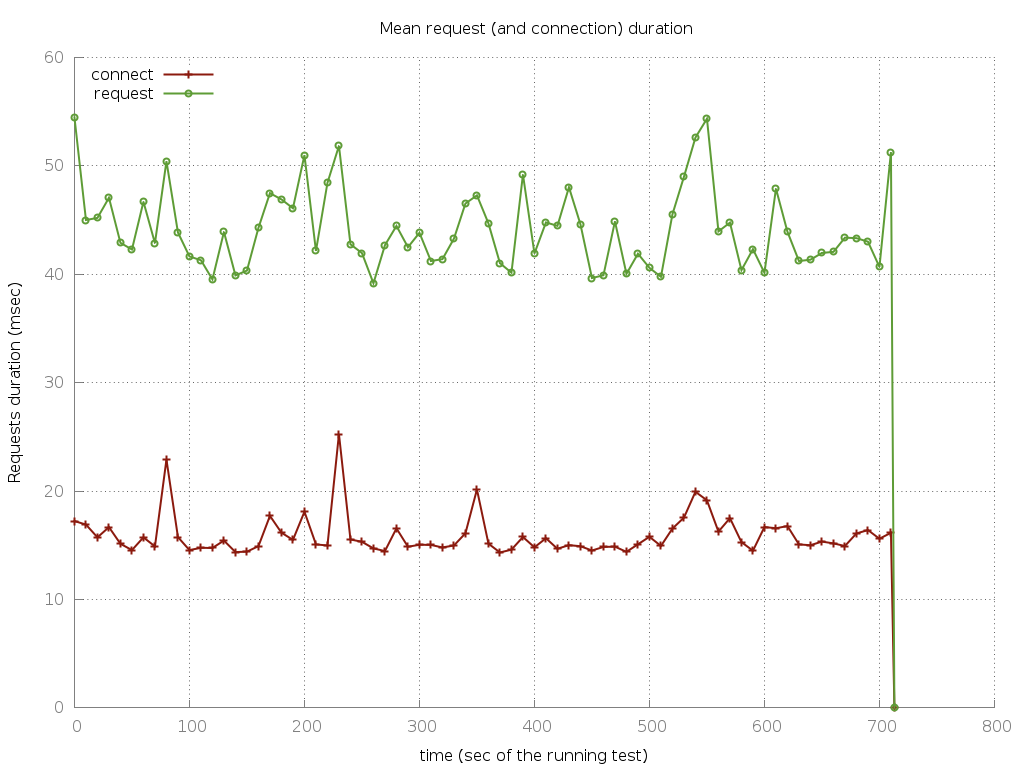 Mean request (and connection) duration
connect
request
60
50
40
30
20
10
0
Requests duration (msec)
0 100 200 300 400 500 600 700 800
time (sec of the running test)